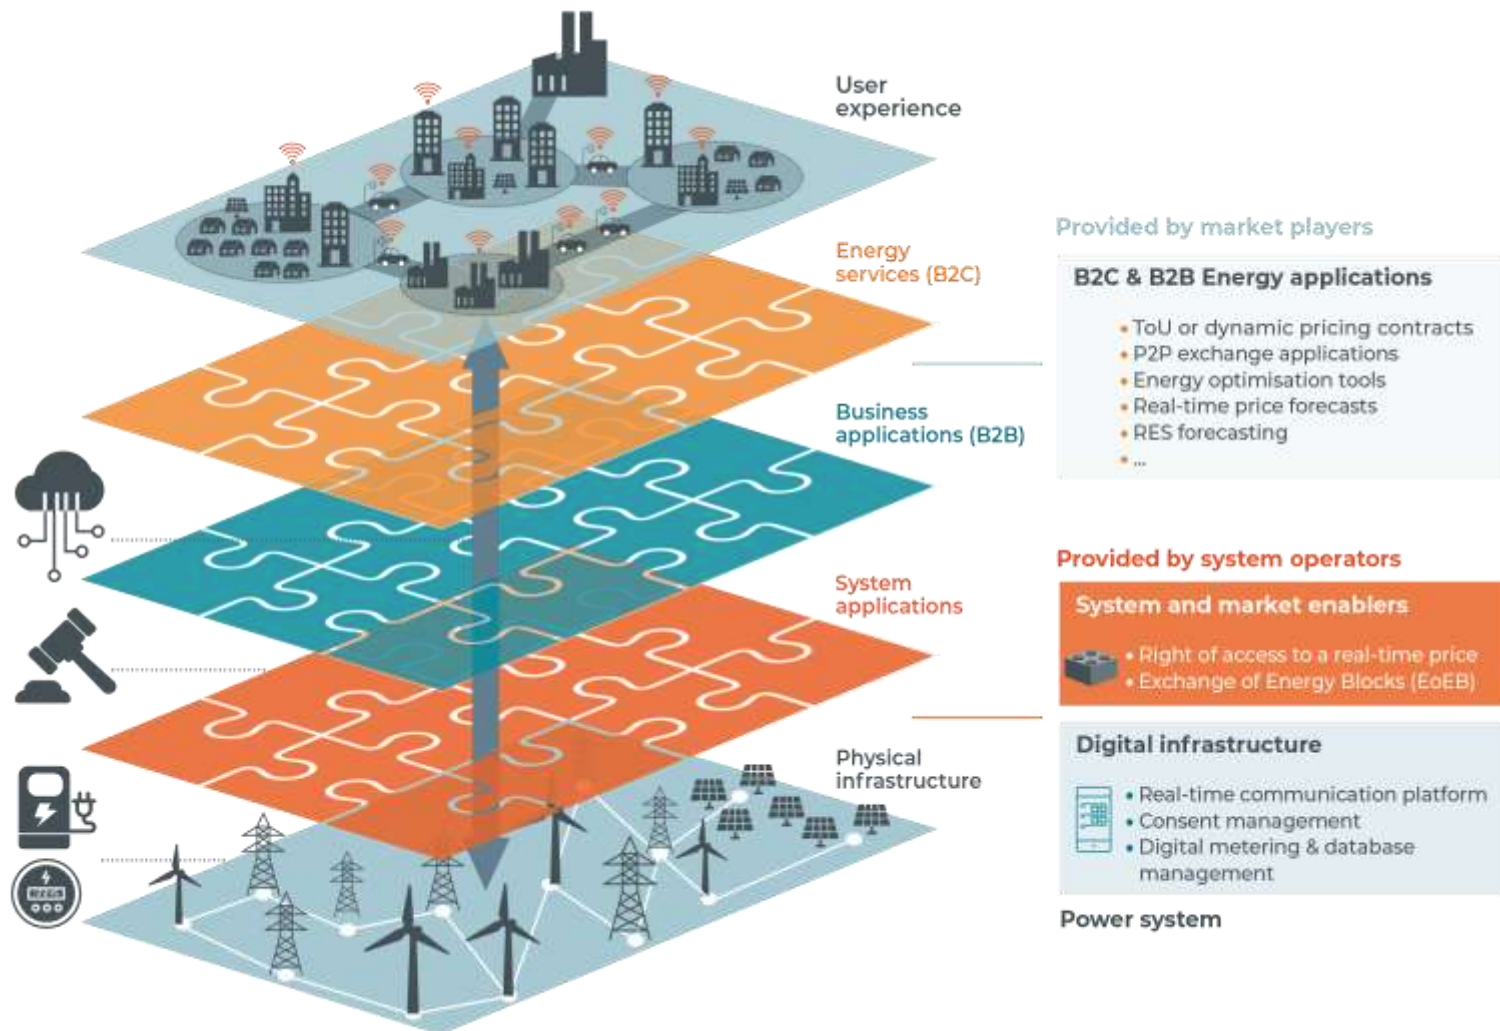 User
experience
Energy
services (B2C)
Business
applications (B2B)
System
applications
Physical
infrastructure
Provided by market players
B2C & B2B Energy applications
• ToU or dynamic pricing contracts
• P2P exchange applications
• Energy optimisation tools
• Real-time price forecasts
• RES forecasting
• ...
Provided by system operators
System and market enablers
• Right of access to a real-time price
• Exchange of Energy Blocks (EoEB)
Digital infrastructure
• Real-time communication platform
• Consent management
• Digital metering & database
management
Power system